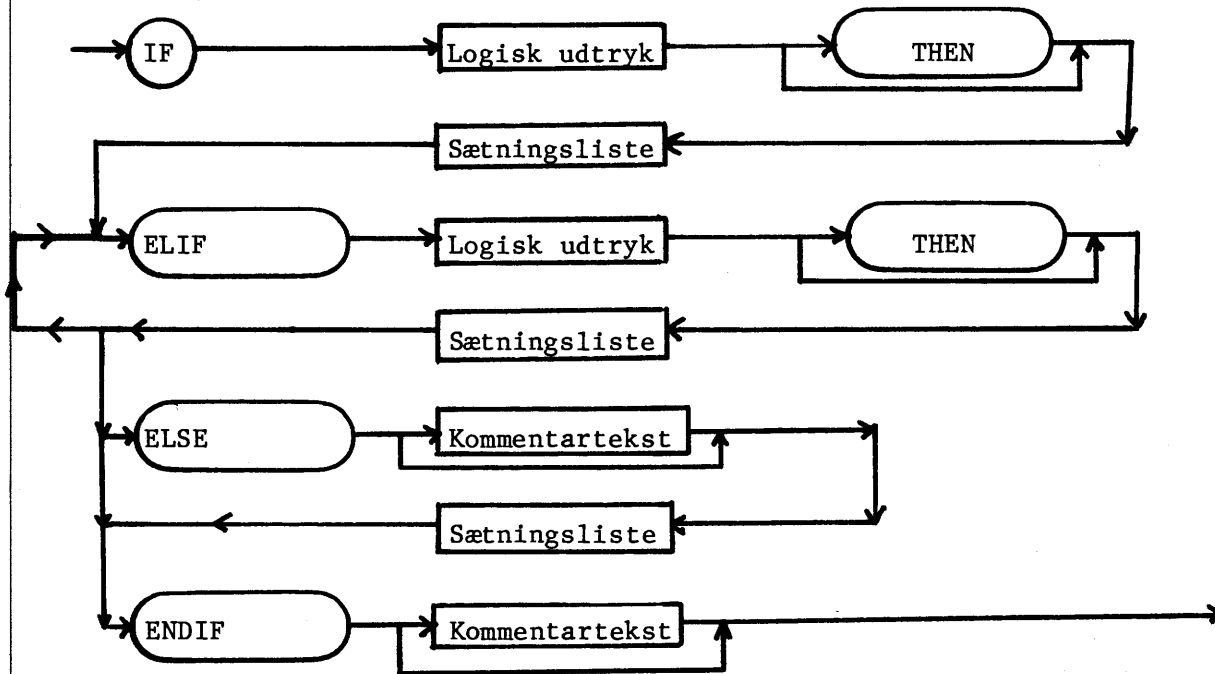 IF Logisk udtryk THEN
Sætningsliste
ELIF Logisk udtryk THEN
Sætningsliste
ELSE Kommentartekst
Sætningsliste
ENDIF Kommentartekst